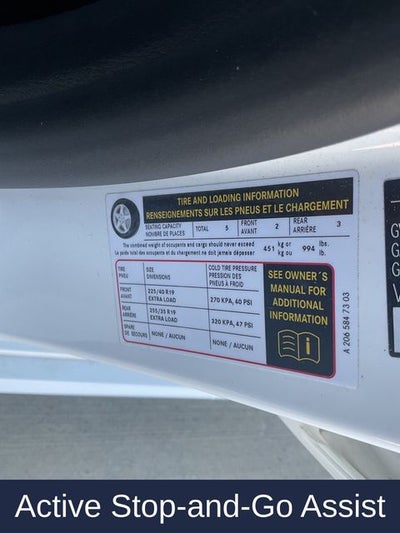 TIRE AND LOADING INFORMATION
RENSEIGNEMENTS SUR LES PNEUS ET LE CHARGEMENT
SEATING CAPACITY
NOMBRE DE PLACES
TOTAL 5
FRONT
AVANT
2
REAR
ARRIÈRE
3
The combined weight of occupants and cargo should never exceed
Le poids total des occupants et du chargement ne doit jamais dépasser
451
kg or
kg ou
994
lbs.
lb.
TIRE
PNEU
SIZE
DIMENSIONS
COLD TIRE PRESSURE
PRESSION DES
PNEUS À FROID
FRONT
AVANT
225/40 R19
EXTRA LOAD
270 KPA, 40 PSI
REAR
ARRIÈRE
255/35 R19
EXTRA LOAD
320 KPA, 47 PSI
SPARE
DE SECOURS
NONE / AUCUN
NONE / AUCUN
SEE OWNER´S
MANUAL FOR
ADDITIONAL
INFORMATION
A 206 584 73 03
Active Stop-and-Go Assist